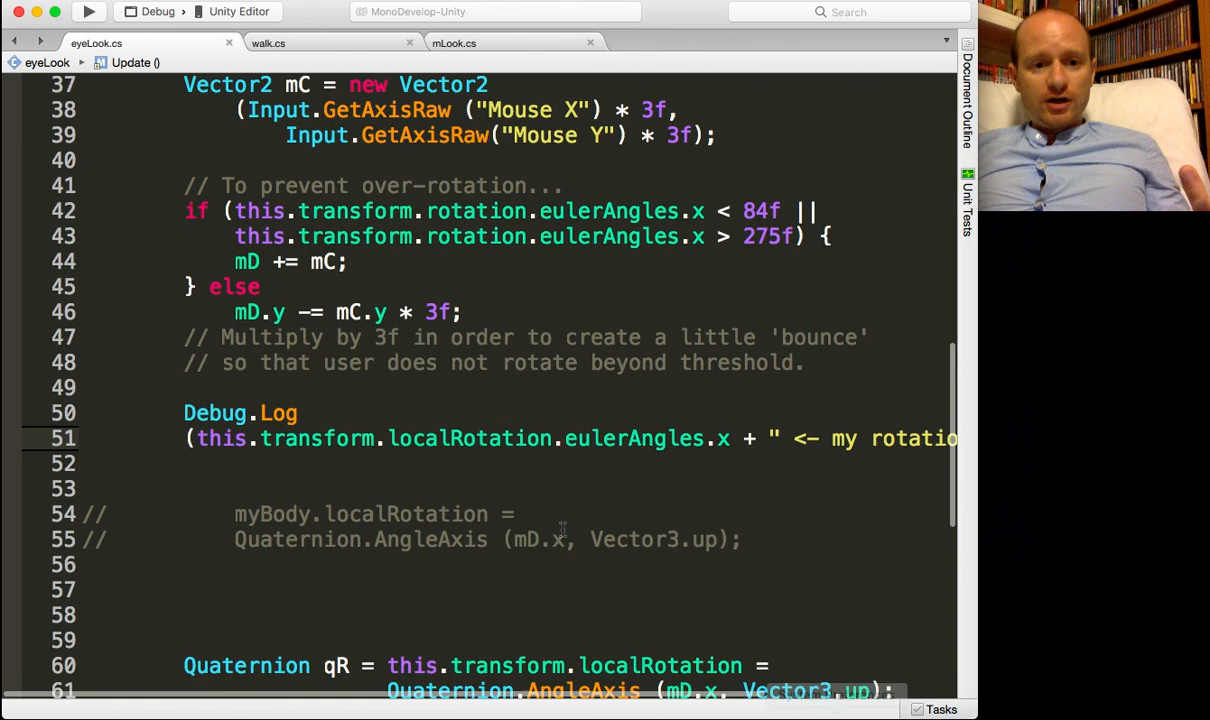 Debug › Unity Editor
MonoDevelop-Unity
Search
eyeLook.cs
walk.cs
mLook.cs
eyeLook
Update ()
37 Vector2 mC = new Vector2
38 (Input.GetAxisRaw ("Mouse X") * 3f,
39 Input.GetAxisRaw("Mouse Y") * 3f);
40
41 // To prevent over-rotation...
42 if (this.transform.rotation.eulerAngles.x < 84f ||
43 this.transform.rotation.eulerAngles.x > 275f) {
44 mD += mC;
45 } else
46 mD.y -= mC.y * 3f;
47 // Multiply by 3f in order to create a little 'bounce'
48 // so that user does not rotate beyond threshold.
49
50 Debug.Log
51 (this.transform.localRotation.eulerAngles.x + " <- my rotatio
52
53
54 // myBody.localRotation =
55 // Quaternion.AngleAxis (mD.x, Vector3.up);
56
57
58
59
60 Quaternion qR = this.transform.localRotation =
61 Quaternion.AngleAxis (mD.x, Vector3.up);
Document Outline
Unit Tests
Tasks